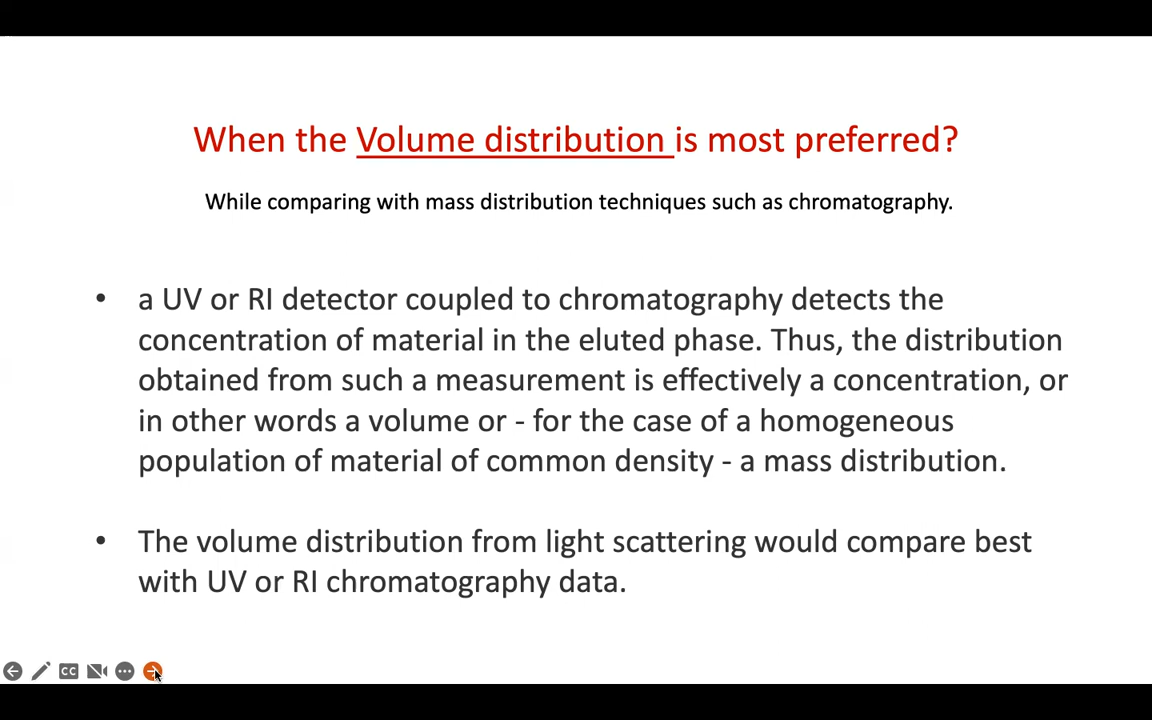 When the Volume distribution is most preferred?
While comparing with mass distribution techniques such as chromatography.
• a UV or RI detector coupled to chromatography detects the
concentration of material in the eluted phase. Thus, the distribution
obtained from such a measurement is effectively a concentration, or
in other words a volume or - for the case of a homogeneous
population of material of common density - a mass distribution.
• The volume distribution from light scattering would compare best
with UV or RI chromatography data.
CC